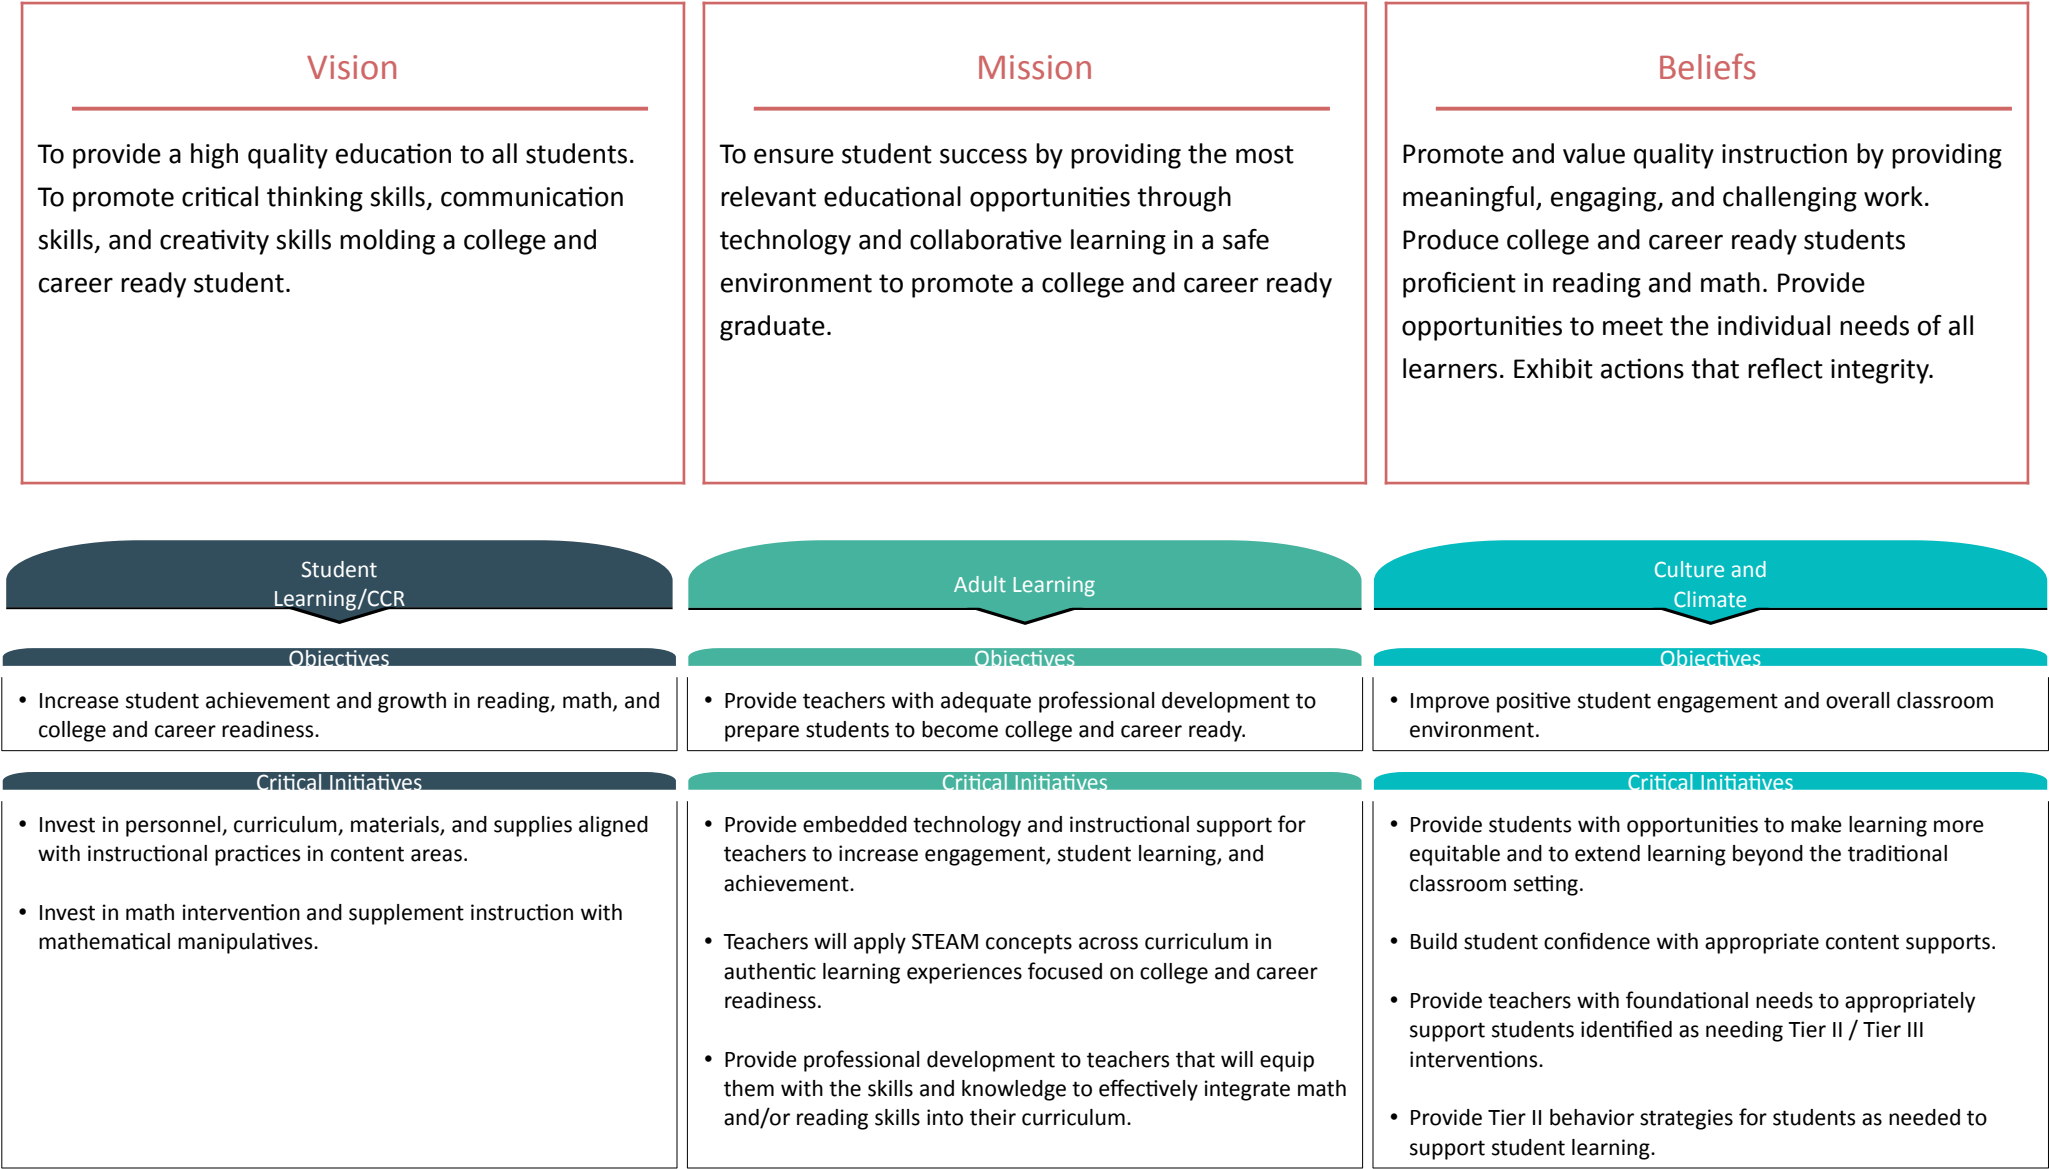 Vision
To provide a high quality education to all students.
To promote critical thinking skills, communication
skills, and creativity skills molding a college and
career ready student.
Mission
To ensure student success by providing the most
relevant educational opportunities through
technology and collaborative learning in a safe
environment to promote a college and career ready
graduate.
Beliefs
Promote and value quality instruction by providing
meaningful, engaging, and challenging work.
Produce college and career ready students
proficient in reading and math. Provide
opportunities to meet the individual needs of all
learners. Exhibit actions that reflect integrity.
Student
Learning/CCR
Objectives
• Increase student achievement and growth in reading, math, and
college and career readiness.
Critical Initiatives
• Invest in personnel, curriculum, materials, and supplies aligned
with instructional practices in content areas.
• Invest in math intervention and supplement instruction with
mathematical manipulatives.
Adult Learning
Objectives
• Provide teachers with adequate professional development to
prepare students to become college and career ready.
Critical Initiatives
• Provide embedded technology and instructional support for
teachers to increase engagement, student learning, and
achievement.
• Teachers will apply STEAM concepts across curriculum in
authentic learning experiences focused on college and career
readiness.
• Provide professional development to teachers that will equip
them with the skills and knowledge to effectively integrate math
and/or reading skills into their curriculum.
Culture and
Climate
Objectives
• Improve positive student engagement and overall classroom
environment.
Critical Initiatives
• Provide students with opportunities to make learning more
equitable and to extend learning beyond the traditional
classroom setting.
• Build student confidence with appropriate content supports.
• Provide teachers with foundational needs to appropriately
support students identified as needing Tier II / Tier III
interventions.
• Provide Tier II behavior strategies for students as needed to
support student learning.